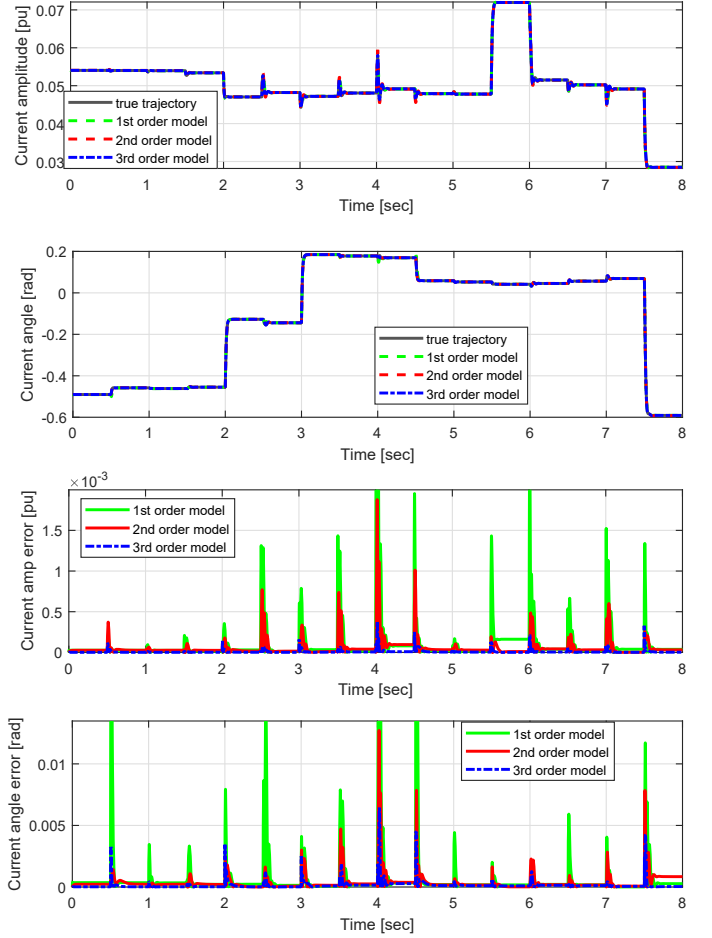 Current amplitude [pu]
0.07
0.06
0.05
0.04
0.03
true trajectory
1st order model
2nd order model
3rd order model
0 1 2 3 4 5 6 7 8
Time [sec]
Current angle [rad]
0.2
0
-0.2
-0.4
-0.6
true trajectory
1st order model
2nd order model
3rd order model
0 1 2 3 4 5 6 7 8
Time [sec]
×10⁻³
Current amp error [pu]
1.5
1
0.5
0
1st order model
2nd order model
3rd order model
0 1 2 3 4 5 6 7 8
Time [sec]
Current angle error [rad]
0.01
0.005
0
1st order model
2nd order model
3rd order model
0 1 2 3 4 5 6 7 8
Time [sec]